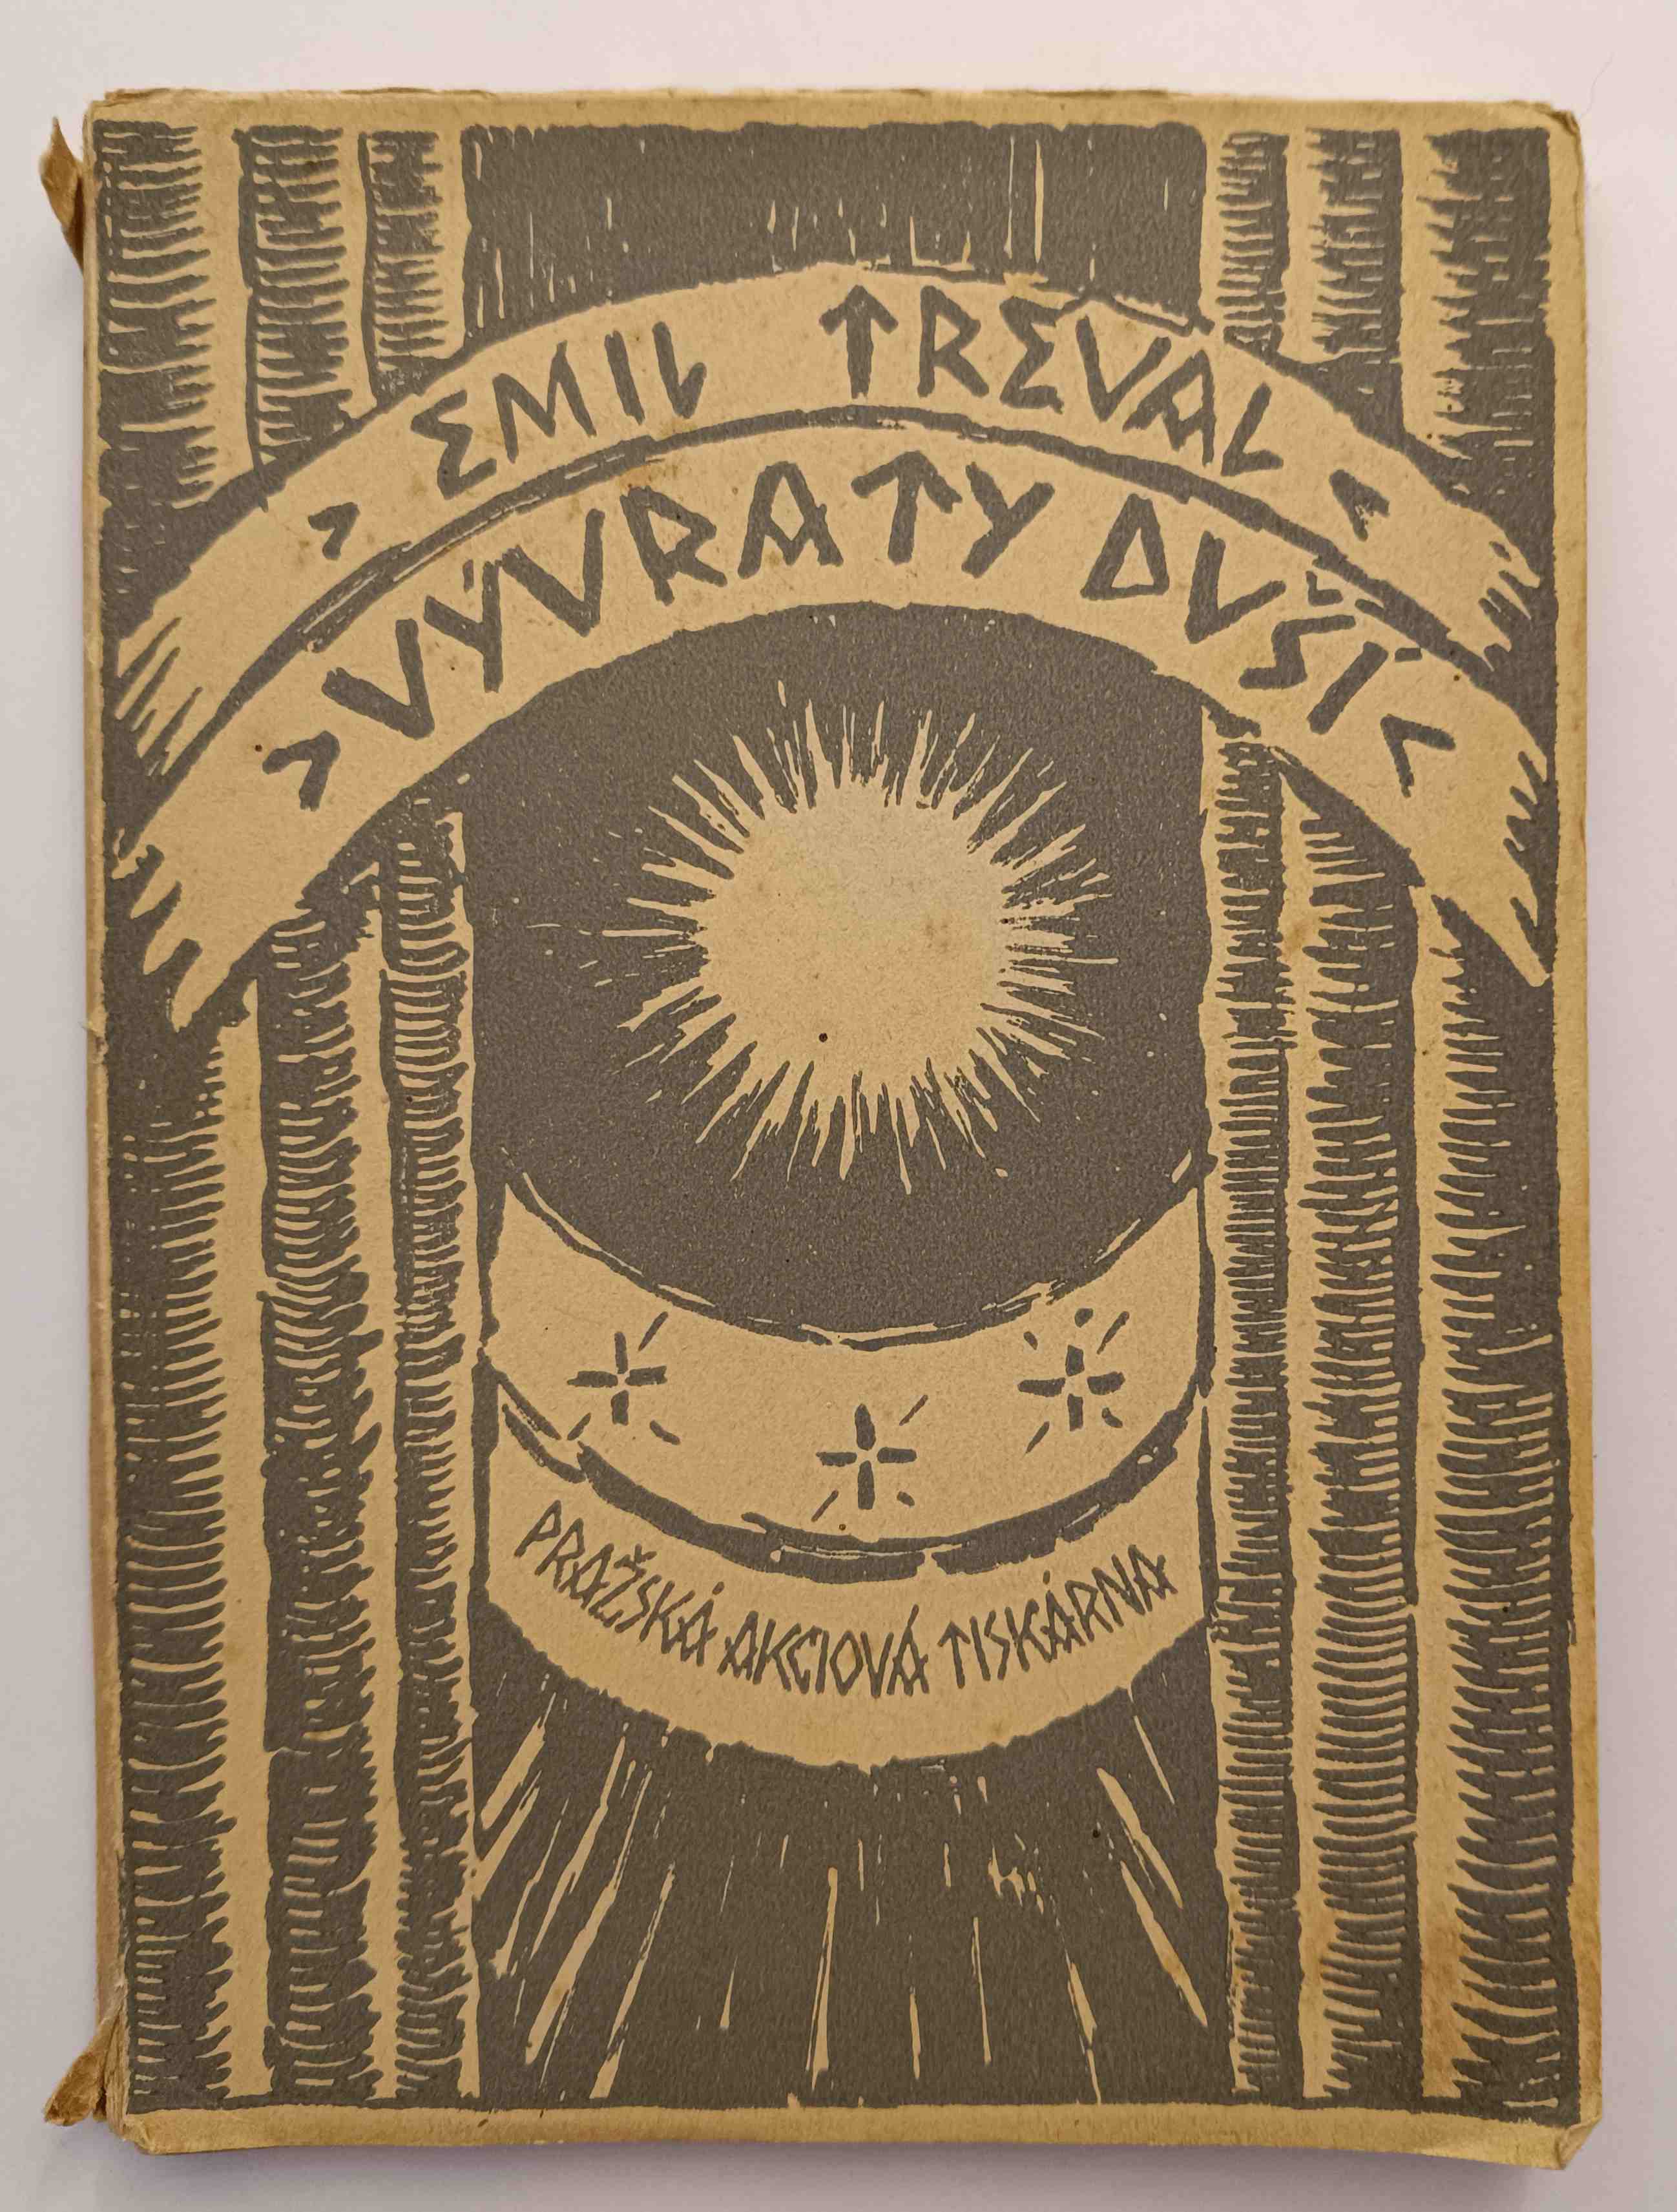 EMIL TREVAL
VÝVRATY DUŠÍ
PRAŽSKÁ AKCIOVÁ TISKÁRNA